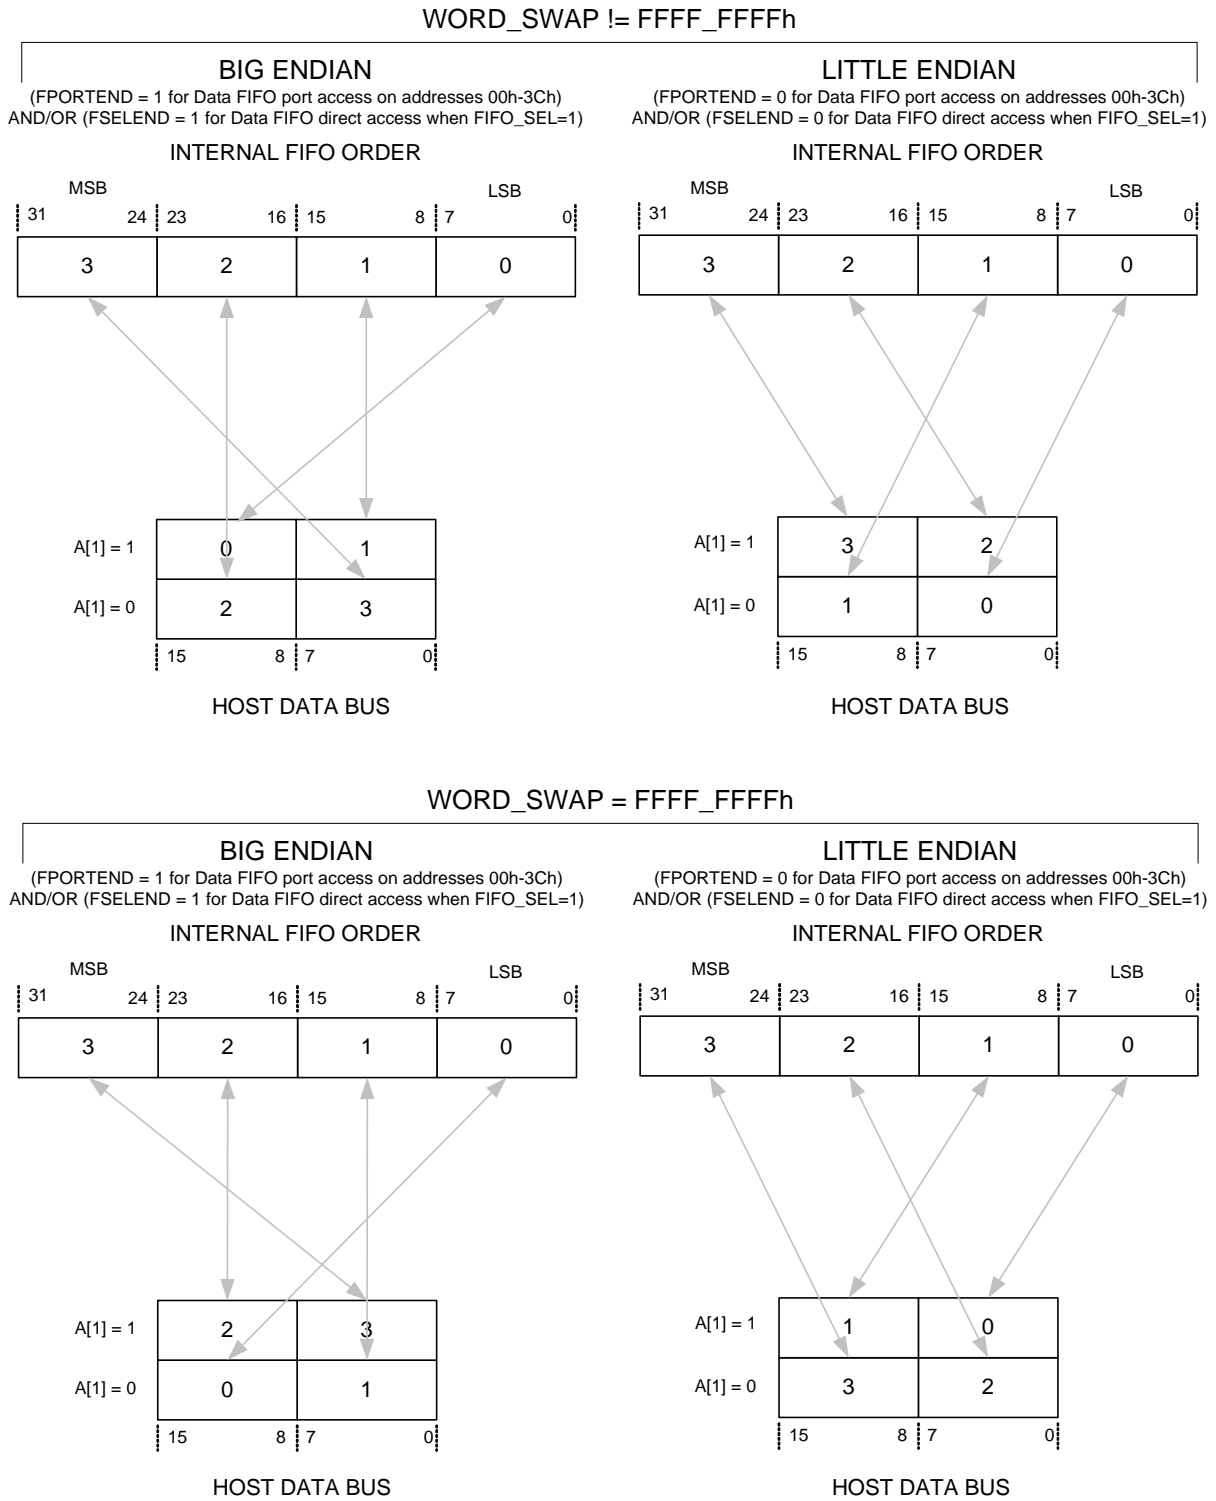 WORD_SWAP != FFFF_FFFFh
BIG ENDIAN
(FPORTEND = 1 for Data FIFO port access on addresses 00h-3Ch)
AND/OR (FSELEND = 1 for Data FIFO direct access when FIFO_SEL=1)
INTERNAL FIFO ORDER
MSB LSB
31 24 23 16 15 8 7 0
3 2 1 0
A[1] = 1 0 1
A[1] = 0 2 3
15 8 7 0
HOST DATA BUS
LITTLE ENDIAN
(FPORTEND = 0 for Data FIFO port access on addresses 00h-3Ch)
AND/OR (FSELEND = 0 for Data FIFO direct access when FIFO_SEL=1)
INTERNAL FIFO ORDER
MSB LSB
31 24 23 16 15 8 7 0
3 2 1 0
A[1] = 1 3 2
A[1] = 0 1 0
15 8 7 0
HOST DATA BUS
WORD_SWAP = FFFF_FFFFh
BIG ENDIAN
(FPORTEND = 1 for Data FIFO port access on addresses 00h-3Ch)
AND/OR (FSELEND = 1 for Data FIFO direct access when FIFO_SEL=1)
INTERNAL FIFO ORDER
MSB LSB
31 24 23 16 15 8 7 0
3 2 1 0
A[1] = 1 2 3
A[1] = 0 0 1
15 8 7 0
HOST DATA BUS
LITTLE ENDIAN
(FPORTEND = 0 for Data FIFO port access on addresses 00h-3Ch)
AND/OR (FSELEND = 0 for Data FIFO direct access when FIFO_SEL=1)
INTERNAL FIFO ORDER
MSB LSB
31 24 23 16 15 8 7 0
3 2 1 0
A[1] = 1 1 0
A[1] = 0 3 2
15 8 7 0
HOST DATA BUS